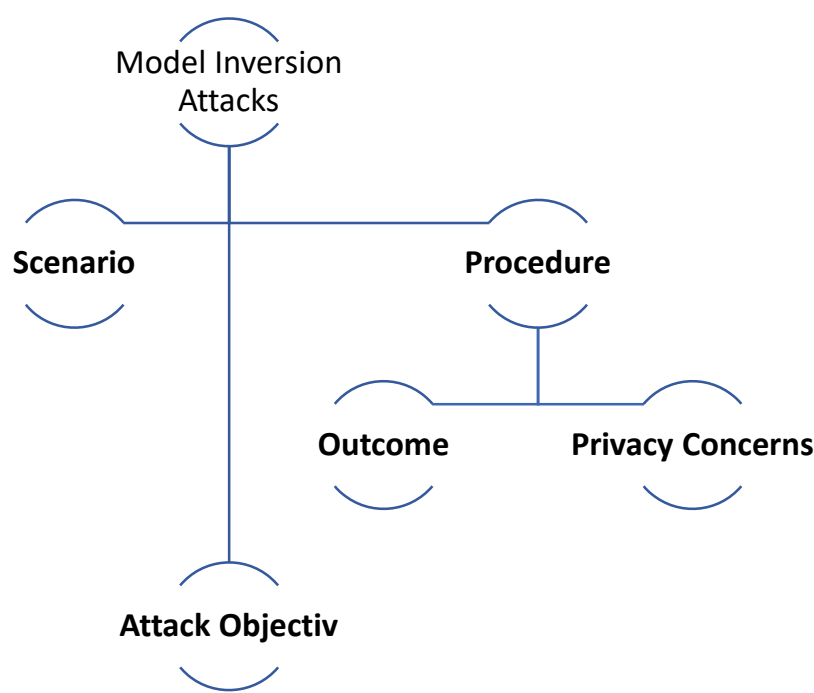 Model Inversion
Attacks
Scenario
Procedure
Outcome
Privacy Concerns
Attack Objectiv